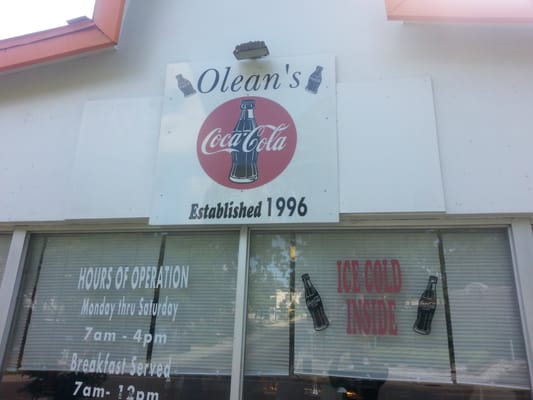 Olean's
Coca-Cola
Established 1996
HOURS OF OPERATION
Monday thru Saturday
7am - 4pm
Breakfast Served
7am- 12pm
ICE COLD
INSIDE